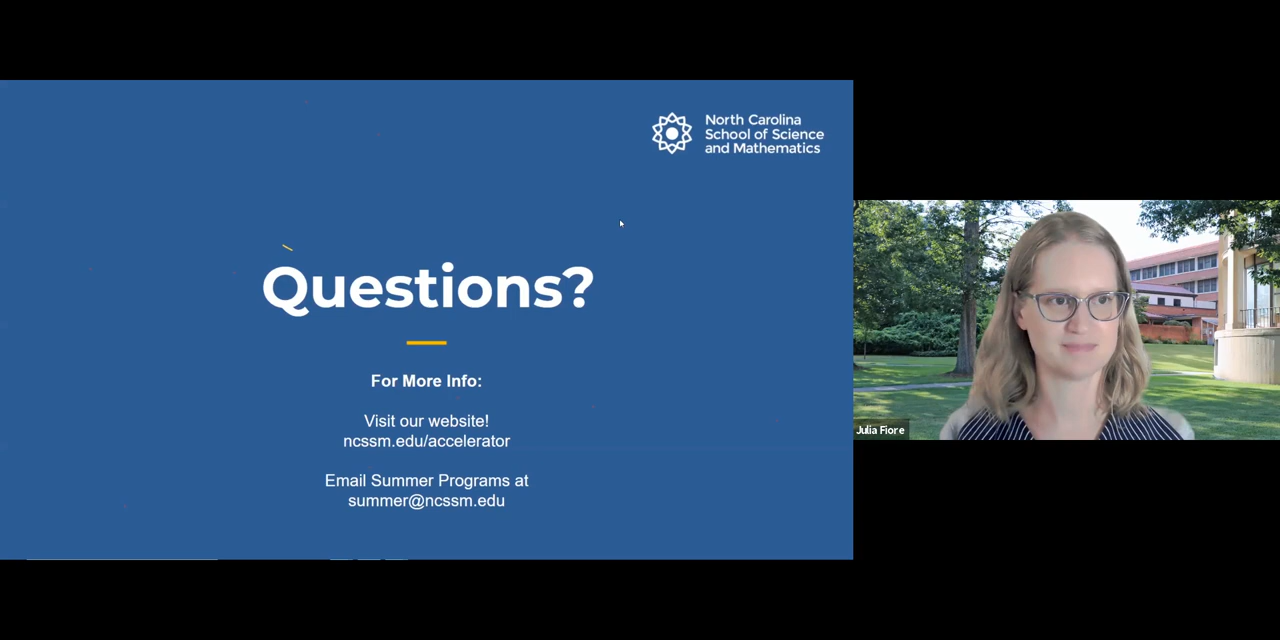 North Carolina
School of Science
and Mathematics
Questions?
For More Info:
Visit our website!
ncssm.edu/accelerator
Email Summer Programs at
summer@ncssm.edu
Julia Fiore